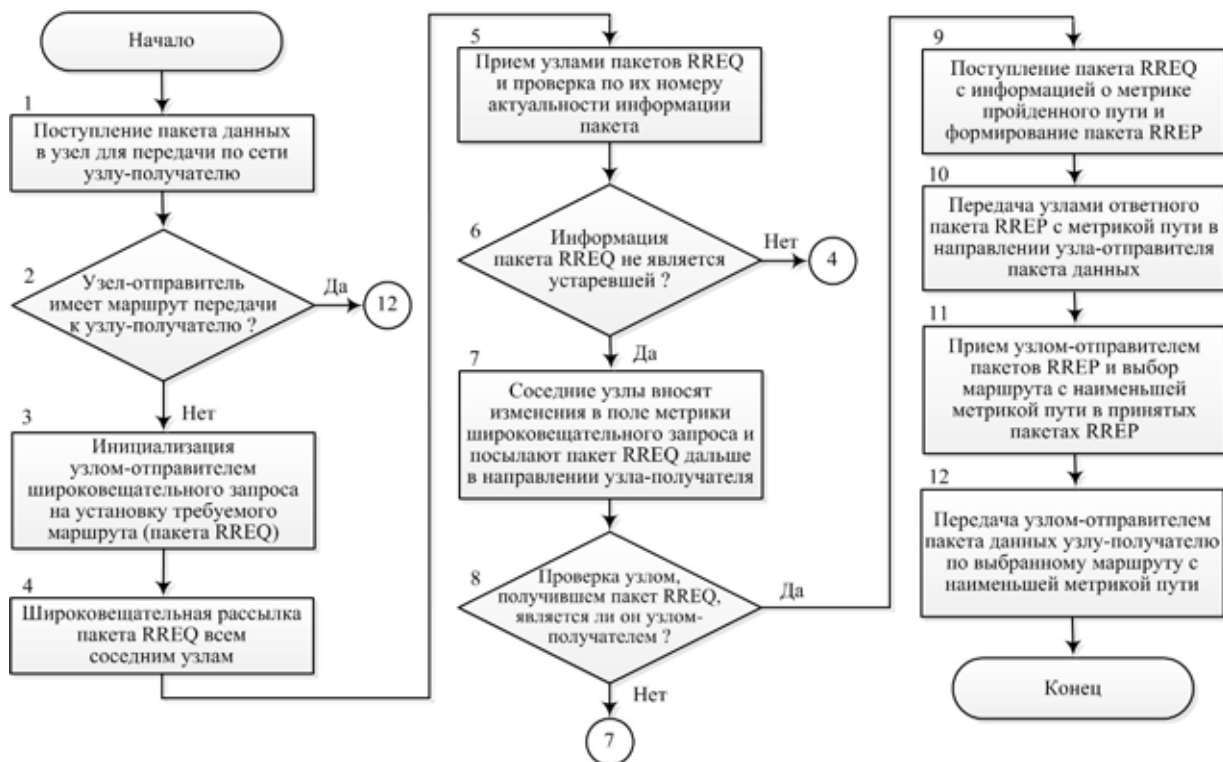 Начало
1
Поступление пакета данных
в узел для передачи по сети
узлу-получателю
2
Узел-отправитель
имеет маршрут передачи
к узлу-получателю ?
Да
12
Нет
3
Инициализация
узлом-отправителем
широковещательного запроса
на установку требуемого
маршрута (пакета RREQ)
4
Широковещательная рассылка
пакета RREQ всем
соседним узлам
5
Прием узлами пакетов RREQ
и проверка по их номеру
актуальности информации
пакета
6
Информация
пакета RREQ не является
устаревшей ?
Нет
4
Да
7
Соседние узлы вносят
изменения в поле метрики
широковещательного запроса и
посылают пакет RREQ дальше
в направлении узла-получателя
8
Проверка узлом,
получившем пакет RREQ,
является ли он узлом-
получателем ?
Да
Нет
7
9
Поступление пакета RREQ
с информацией о метрике
пройденного пути и
формирование пакета RREP
10
Передача узлами ответного
пакета RREP с метрикой пути в
направлении узла-отправителя
пакета данных
11
Прием узлом-отправителем
пакетов RREP и выбор
маршрута с наименьшей
метрикой пути в принятых
пакетах RREP
12
Передача узлом-отправителем
пакета данных узлу-получателю
по выбранному маршруту с
наименьшей метрикой пути
Конец